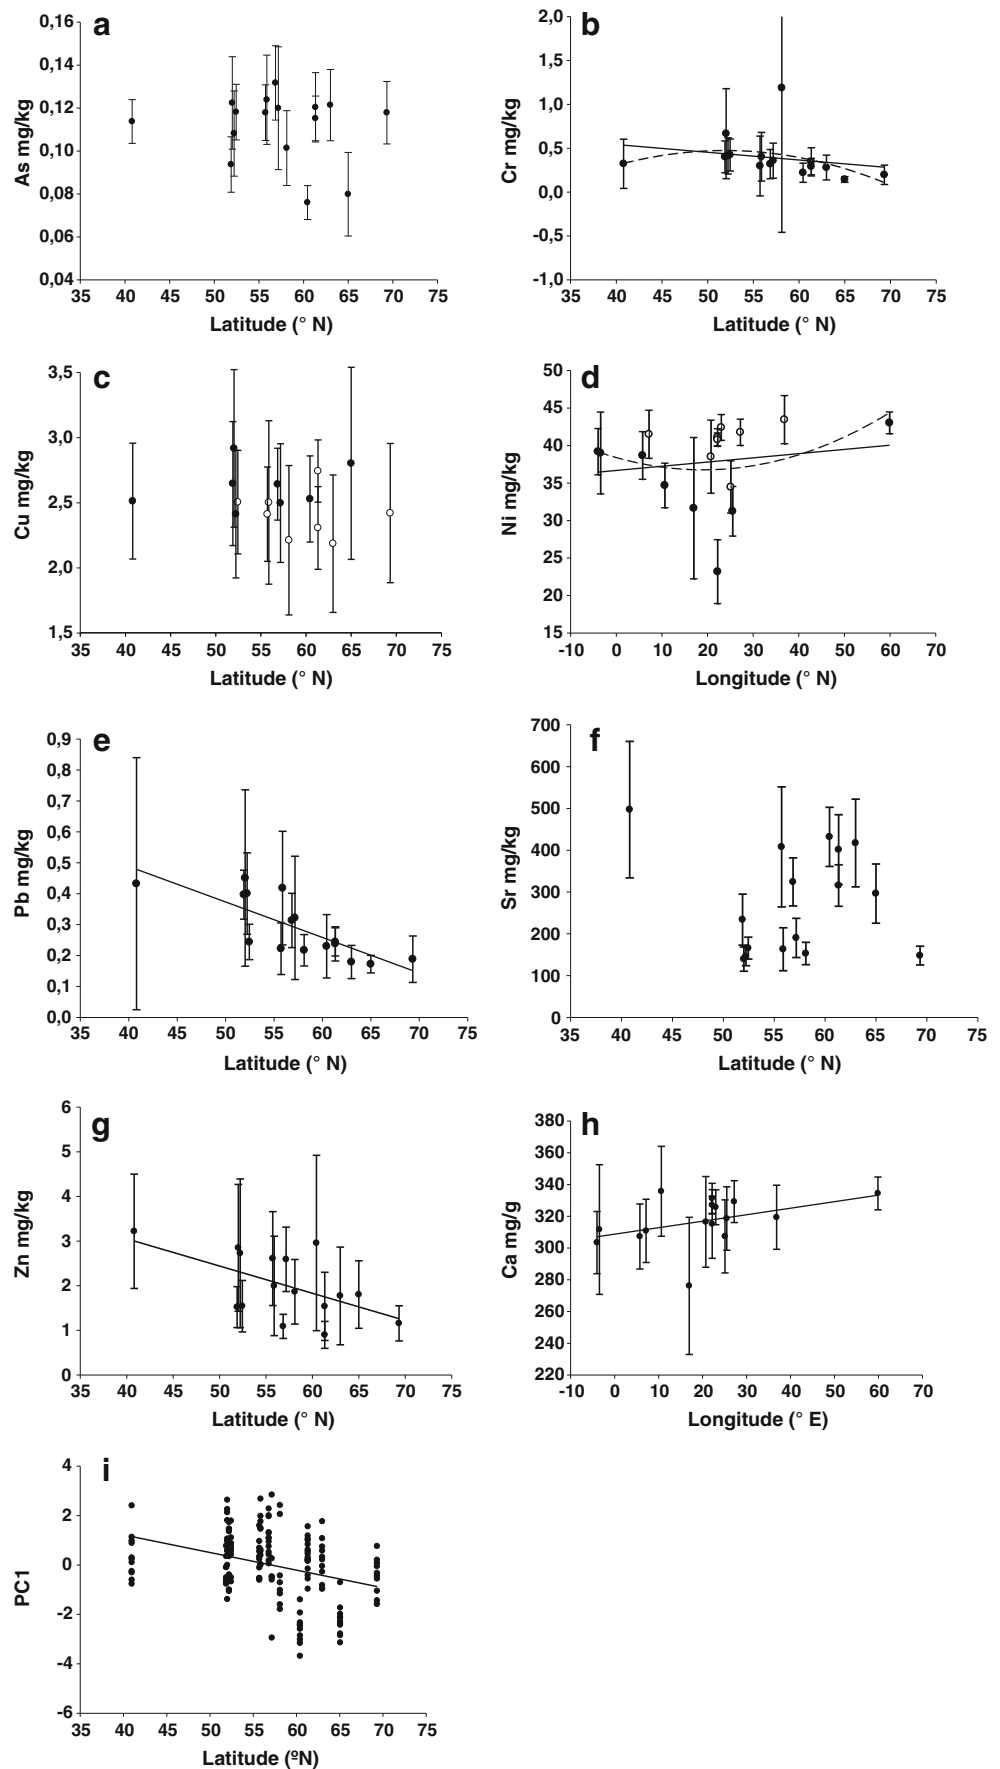 a
As mg/kg
0,16
0,14
0,12
0,10
0,08
0,06
0,04
35 40 45 50 55 60 65 70 75
Latitude (° N)
b
Cr mg/kg
2,0
1,5
1,0
0,5
0,0
-0,5
-1,0
35 40 45 50 55 60 65 70 75
Latitude (° N)
c
Cu mg/kg
3,5
3.0
2,5
2.0
1,5
35 40 45 50 55 60 65 70 75
Latitude (° N)
d
Ni mg/kg
50
45
40
35
30
25
20
15
-10 0 10 20 30 40 50 60 70
Longitude (° N)
e
Pb mg/kg
0,9
0,8
0,7
0,6
0,5
0,4
0,3
0,2
0,1
0,0
35 40 45 50 55 60 65 70 75
Latitude (° N)
f
Sr mg/kg
700
600
500
400
300
200
100
0
35 40 45 50 55 60 65 70 75
Latitude (° N)
g
Zn mg/kg
6
5
4
3
2
1
0
35 40 45 50 55 60 65 70 75
Latitude (° N)
h
Ca mg/g
380
360
340
320
300
280
260
240
220
-10 0 10 20 30 40 50 60 70
Longitude (° E)
i
PC1
4
2
0
-2
-4
-6
35 40 45 50 55 60 65 70 75
Latitude (ºN)